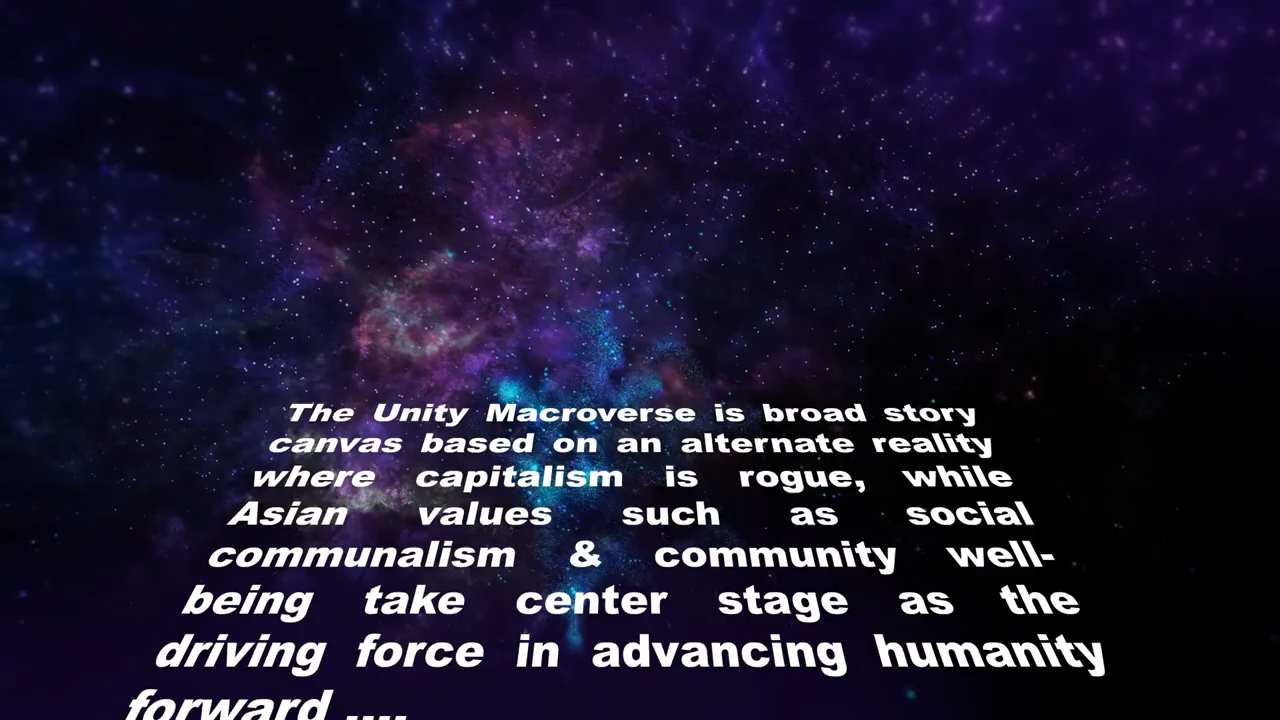 The Unity Macroverse is broad story
canvas based on an alternate reality
where capitalism is rogue, while
Asian values such as social
communalism & community well-
being take center stage as the
driving force in advancing humanity
forward ....